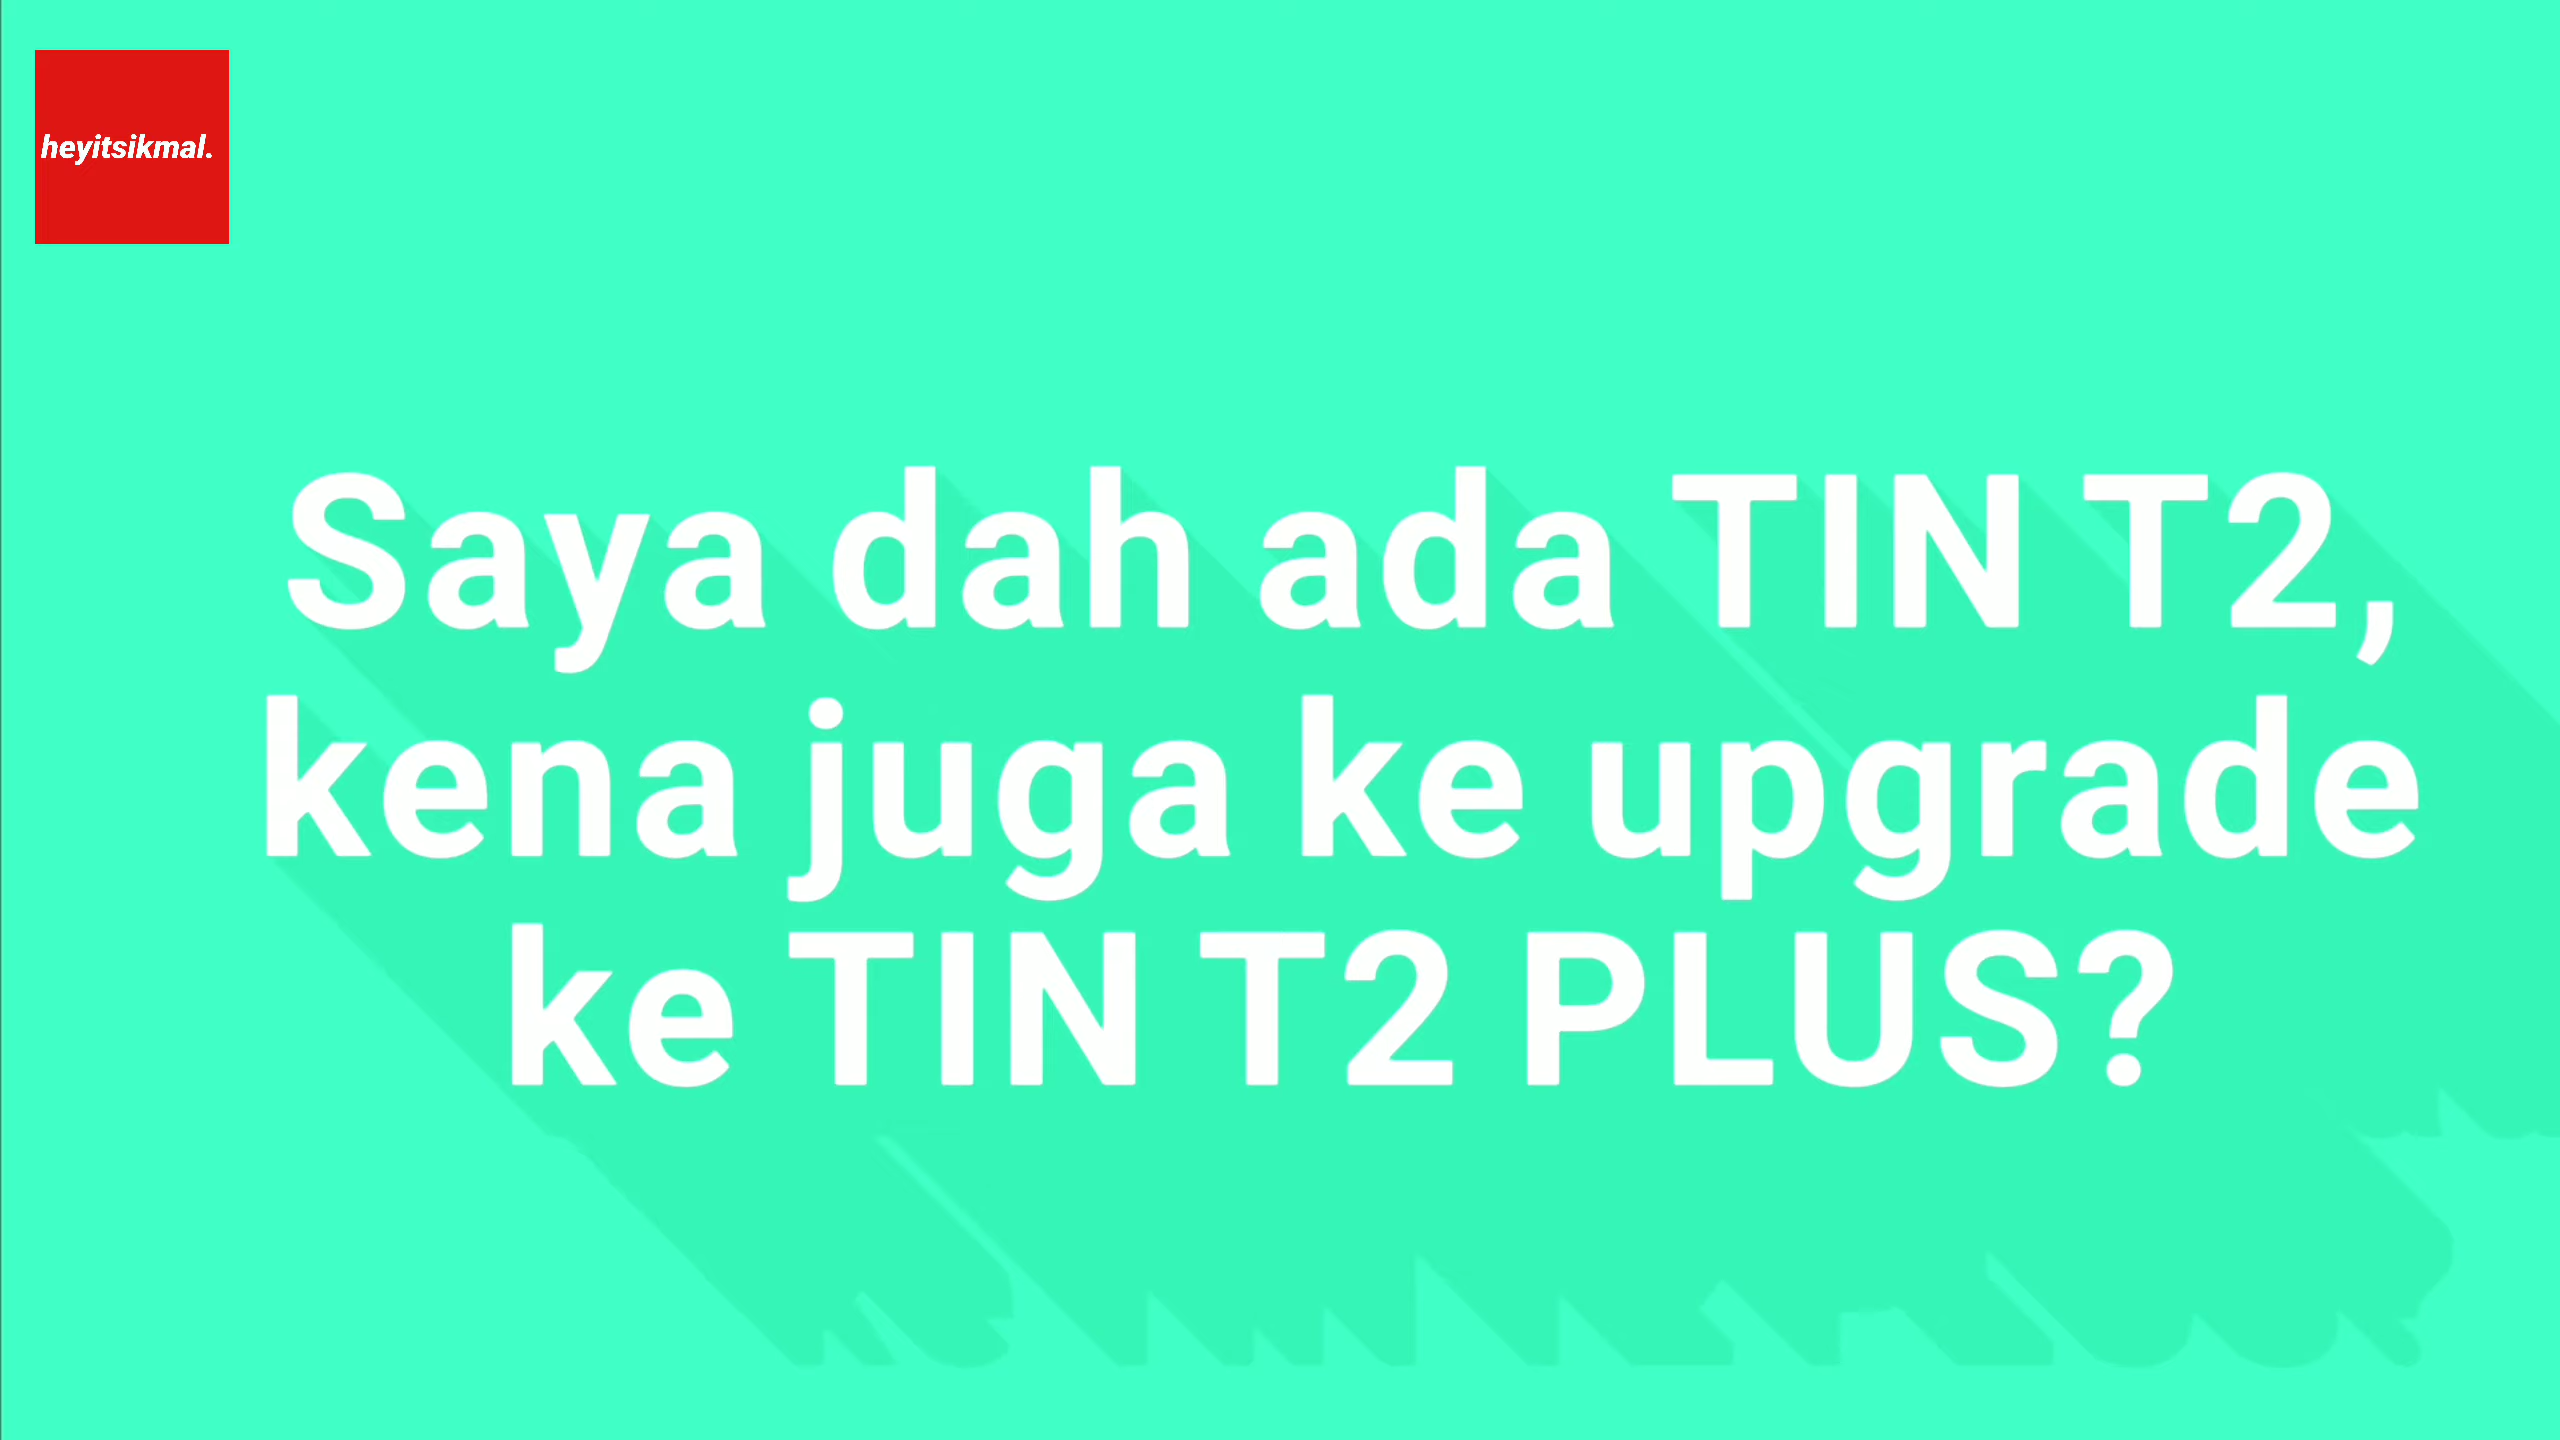 heyitsikmal.
Saya dah ada TIN T2,
kena juga ke upgrade
ke TIN T2 PLUS?